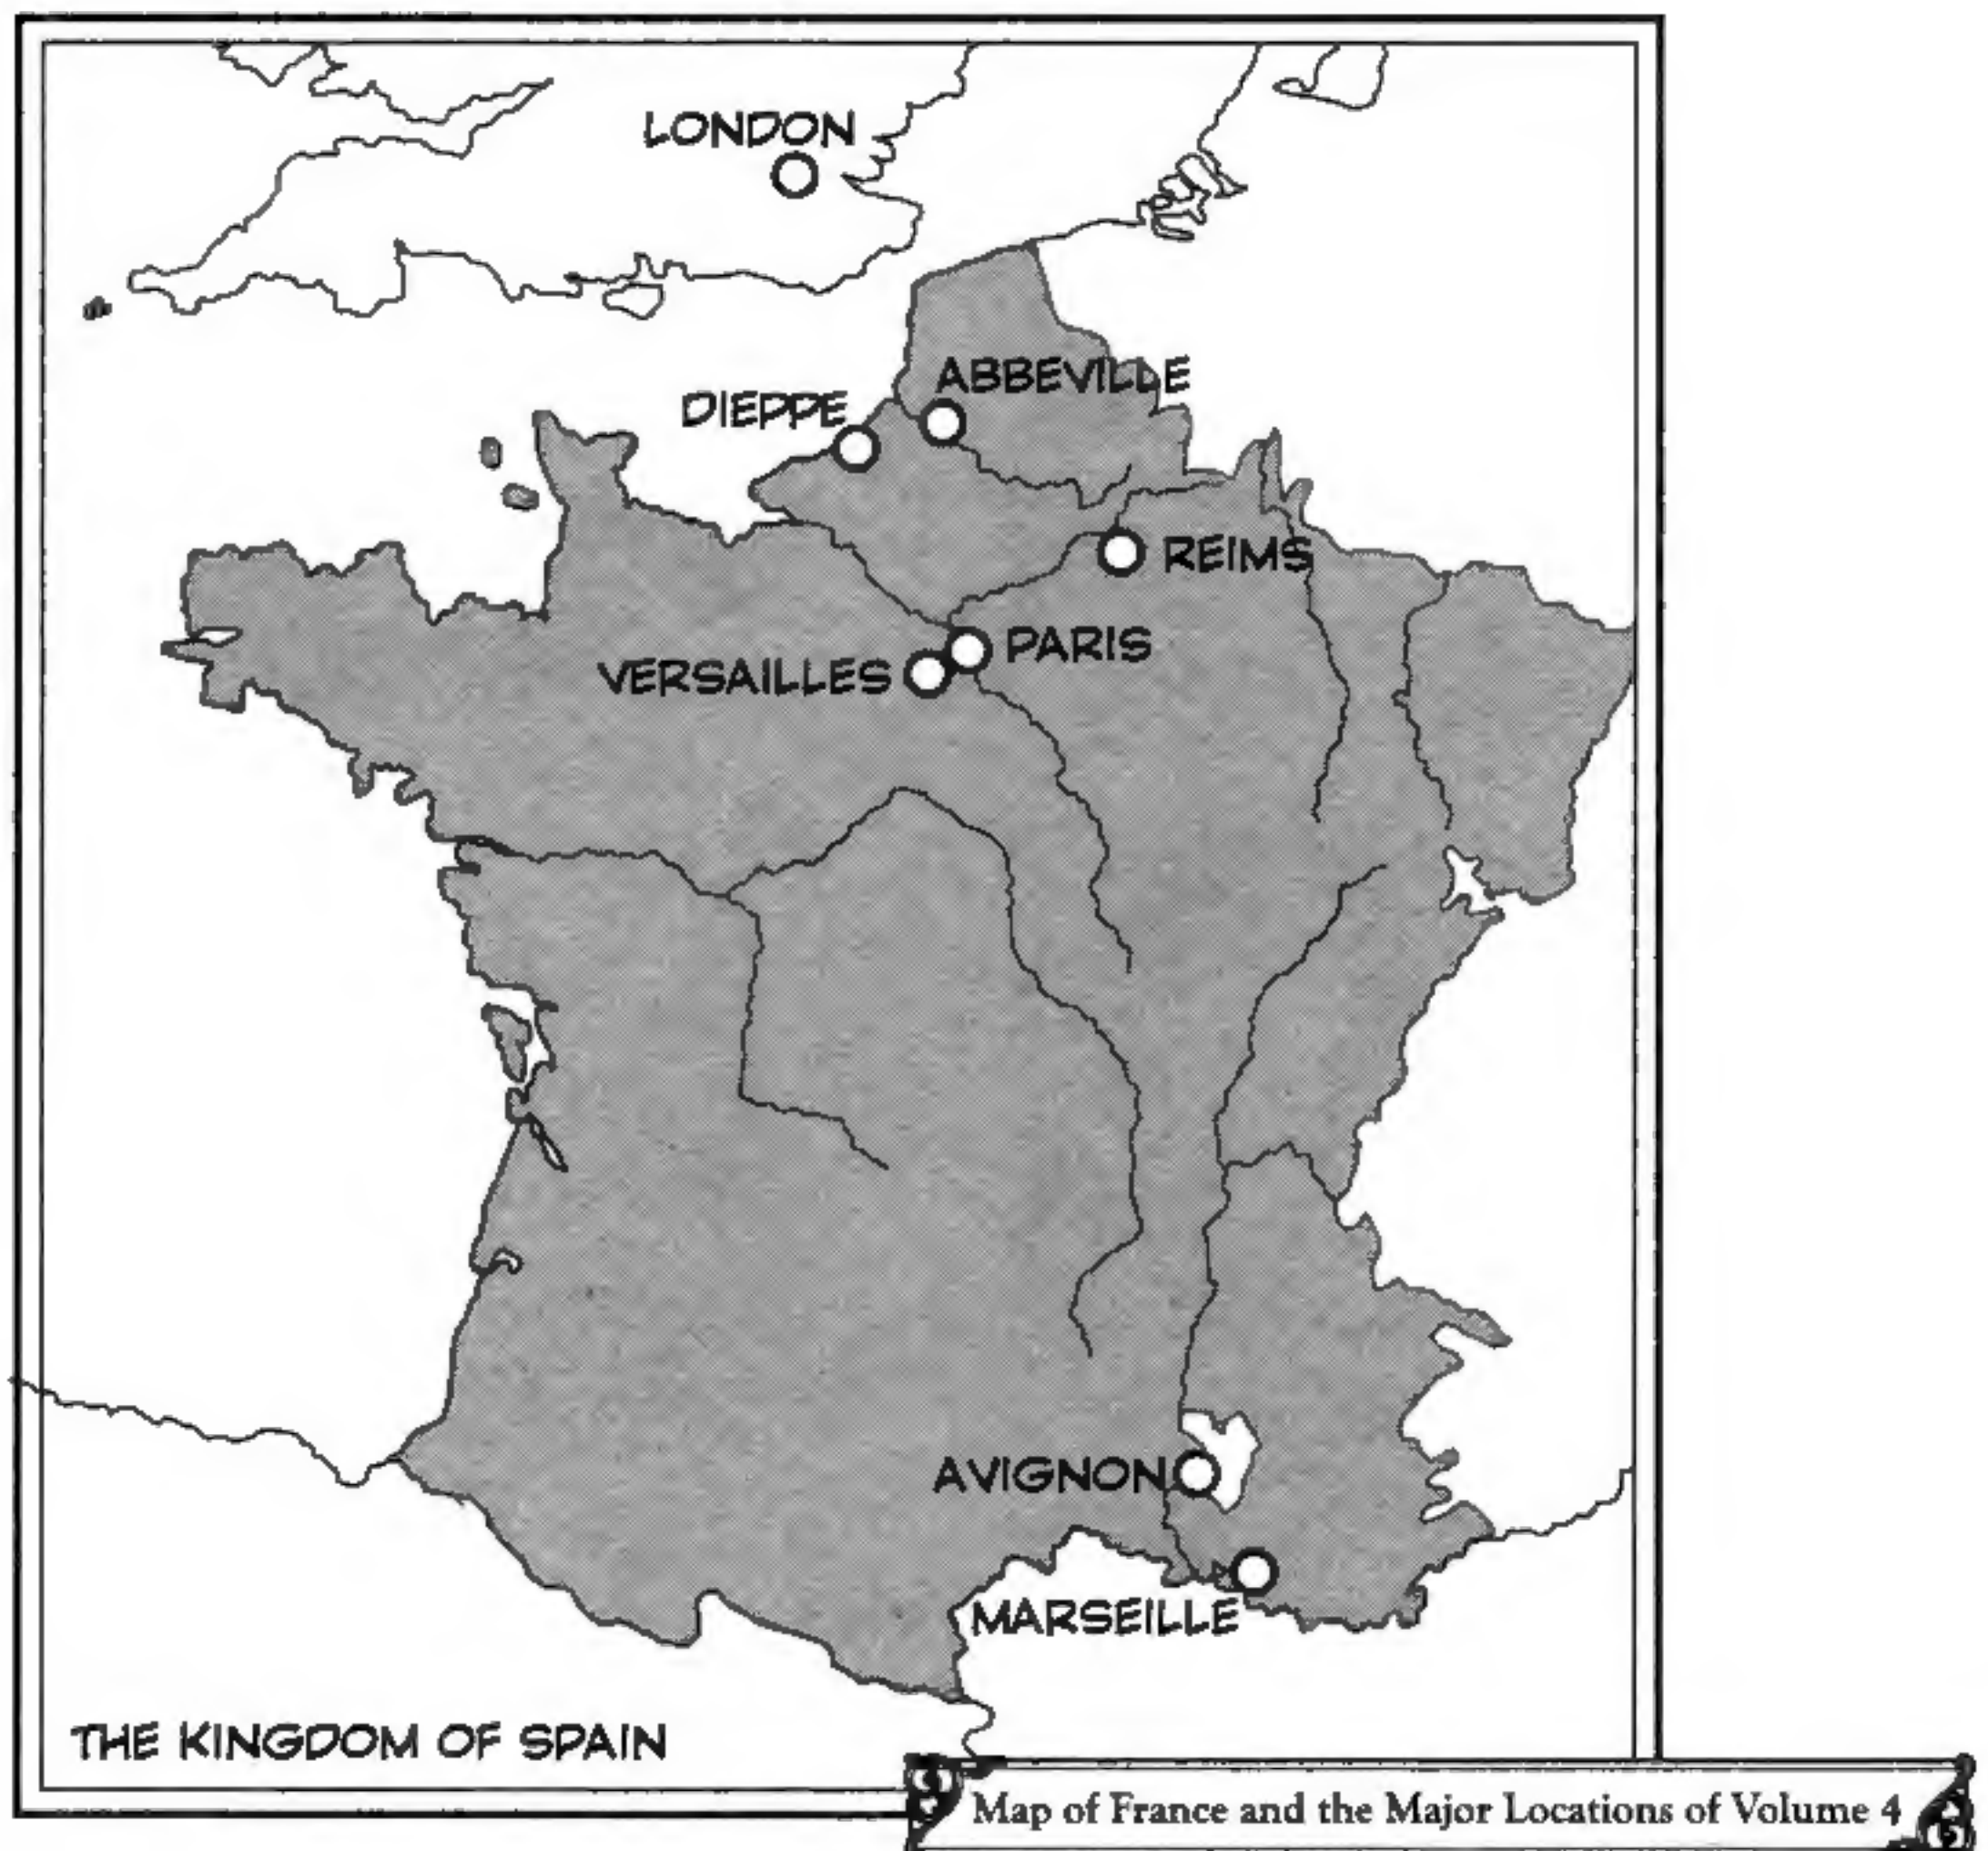 LONDON
ABBEVILLE
DIEPPE
REIMS
PARIS
VERSAILLES
AVIGNON
MARSEILLE
THE KINGDOM OF SPAIN
Map of France and the Major Locations of Volume 4